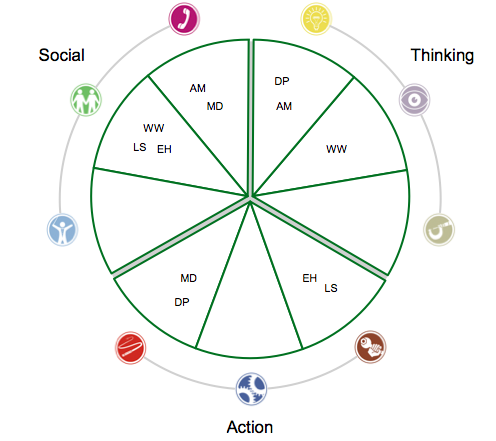 Social
Thinking
AM
MD
DP
AM
WW
LS EH
WW
MD
DP
EH
LS
Action